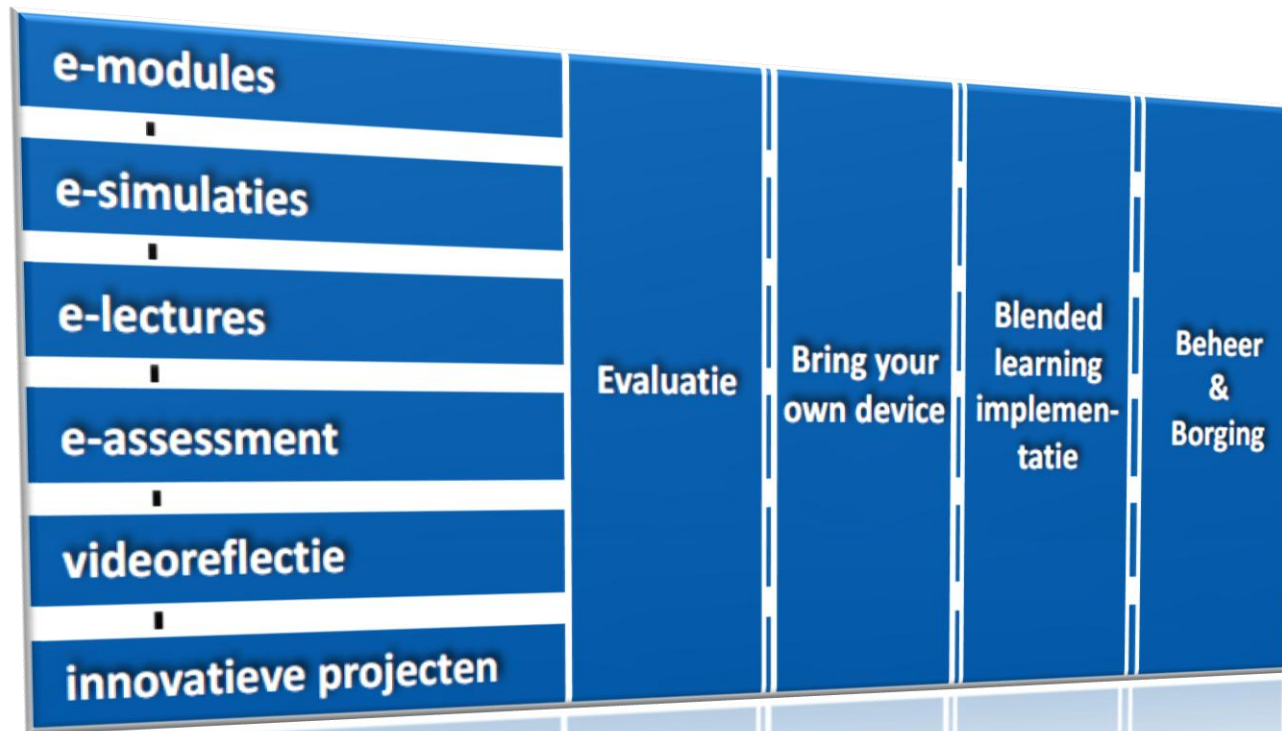 e-modules
e-simulaties
e-lectures
e-assessment
videoreflectie
innovatieve projecten
Evaluatie
Bring your
own device
Blended
learning
implemen-
tatie
Beheer
&
Borging